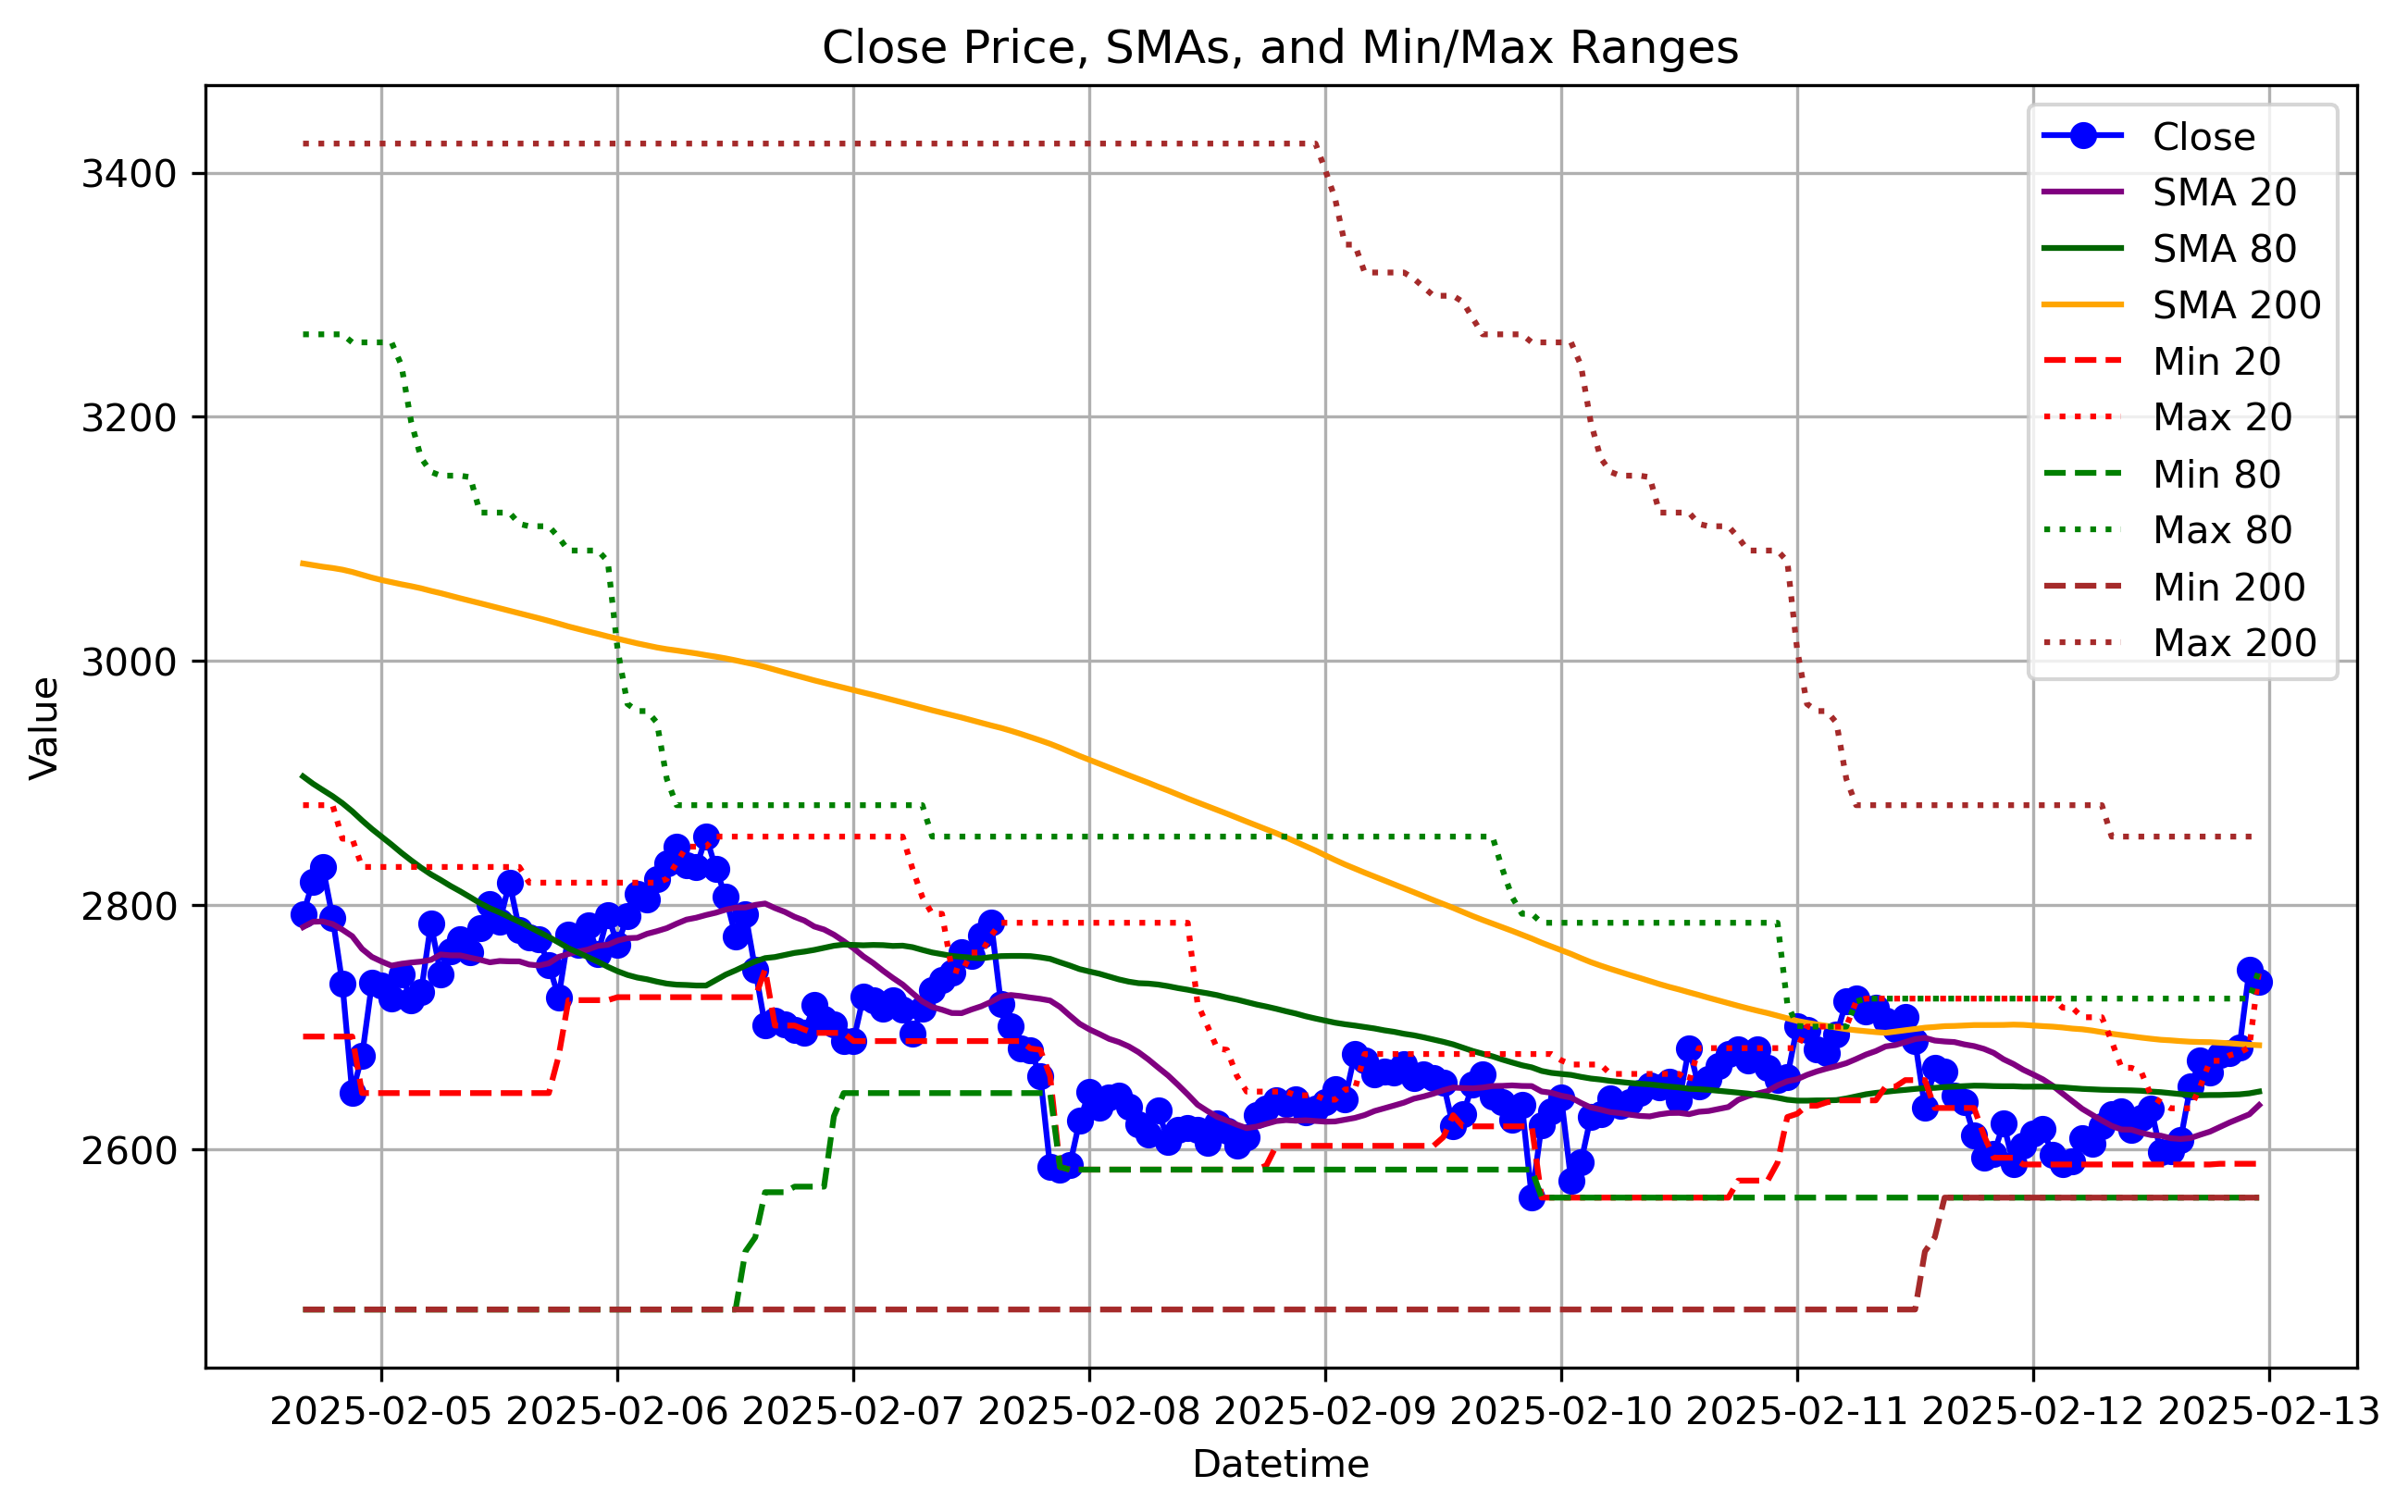 Close Price, SMAs, and Min/Max Ranges
Close
SMA 20
SMA 80
SMA 200
Min 20
Max 20
Min 80
Max 80
Min 200
Max 200
Value
3400
3200
3000
2800
2600
2025-02-05 2025-02-06 2025-02-07 2025-02-08 2025-02-09 2025-02-10 2025-02-11 2025-02-12 2025-02-13
Datetime